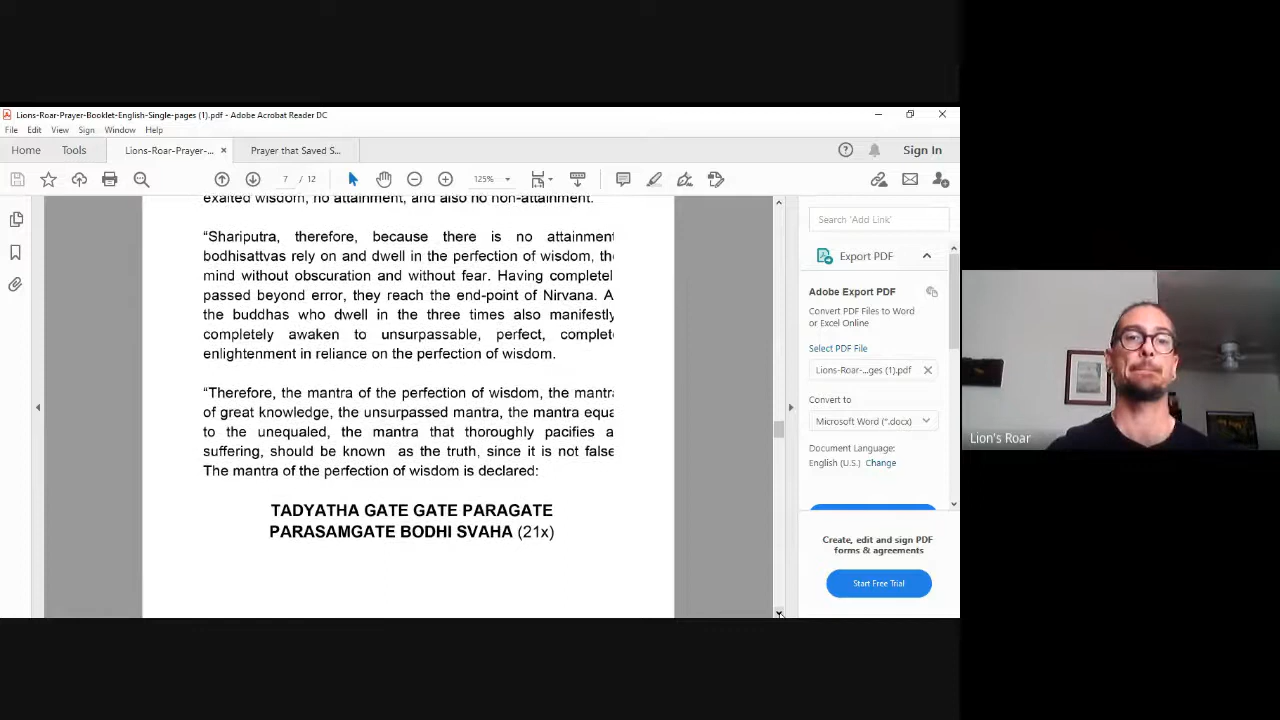 Lions-Roar-Prayer-Booklet-English-Single-pages (1).pdf - Adobe Acrobat Reader DC
File Edit View Sign Window Help
Home Tools Lions-Roar-Prayer-... × Prayer that Saved S... Sign In
7 / 12 125%
exalted wisdom, no attainment, and also no non-attainment.
“Shariputra, therefore, because there is no attainment
bodhisattvas rely on and dwell in the perfection of wisdom, the
mind without obscuration and without fear. Having completel
passed beyond error, they reach the end-point of Nirvana. A
the buddhas who dwell in the three times also manifestly
completely awaken to unsurpassable, perfect, complete
enlightenment in reliance on the perfection of wisdom.
“Therefore, the mantra of the perfection of wisdom, the mantra
of great knowledge, the unsurpassed mantra, the mantra equa
to the unequaled, the mantra that thoroughly pacifies a
suffering, should be known as the truth, since it is not false
The mantra of the perfection of wisdom is declared:
TADYATHA GATE GATE PARAGATE
PARASAMGATE BODHI SVAHA (21x)
Search 'Add Link'
Export PDF
Adobe Export PDF
Convert PDF Files to Word
or Excel Online
Select PDF File
Lions-Roar-...ges (1).pdf
Convert to
Microsoft Word (*.docx)
Document Language:
English (U.S.) Change
Create, edit and sign PDF
forms & agreements
Start Free Trial
Lion's Roar